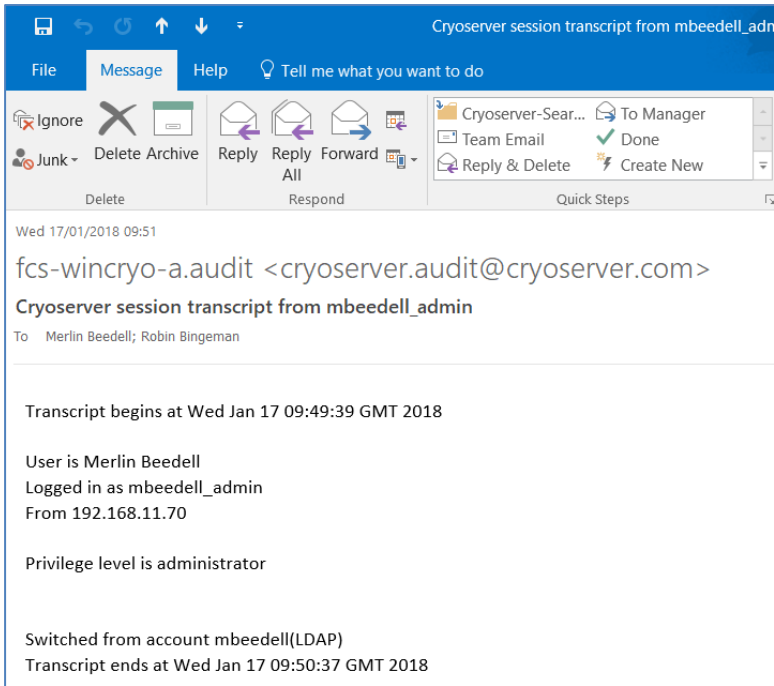 Cryoserver session transcript from mbeedell_adm
File Message Help Tell me what you want to do
Ignore
Junk
Delete Archive
Reply Reply All Forward
Cryoserver-Sear... To Manager
Team Email Done
Reply & Delete Create New
Delete Respond Quick Steps
Wed 17/01/2018 09:51
fcs-wincryo-a.audit <cryoserver.audit@cryoserver.com>
Cryoserver session transcript from mbeedell_admin
To Merlin Beedell; Robin Bingeman
Transcript begins at Wed Jan 17 09:49:39 GMT 2018
User is Merlin Beedell
Logged in as mbeedell_admin
From 192.168.11.70
Privilege level is administrator
Switched from account mbeedell(LDAP)
Transcript ends at Wed Jan 17 09:50:37 GMT 2018